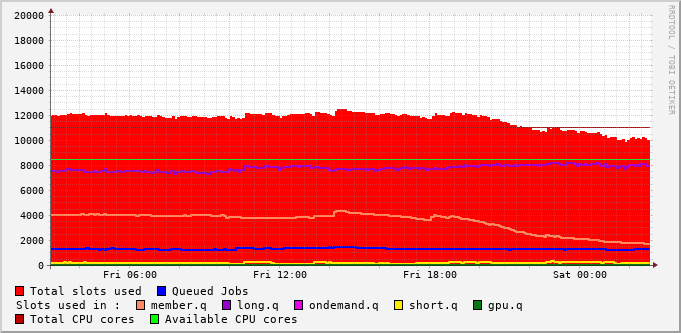 20000
18000
16000
14000
12000
10000
8000
6000
4000
2000
0
Fri 06:00 Fri 12:00 Fri 18:00 Sat 00:00
RRDTOOL / TOBI OETIKER
Total slots used Queued Jobs
Slots used in : member.q long.q ondemand.q short.q gpu.q
Total CPU cores Available CPU cores